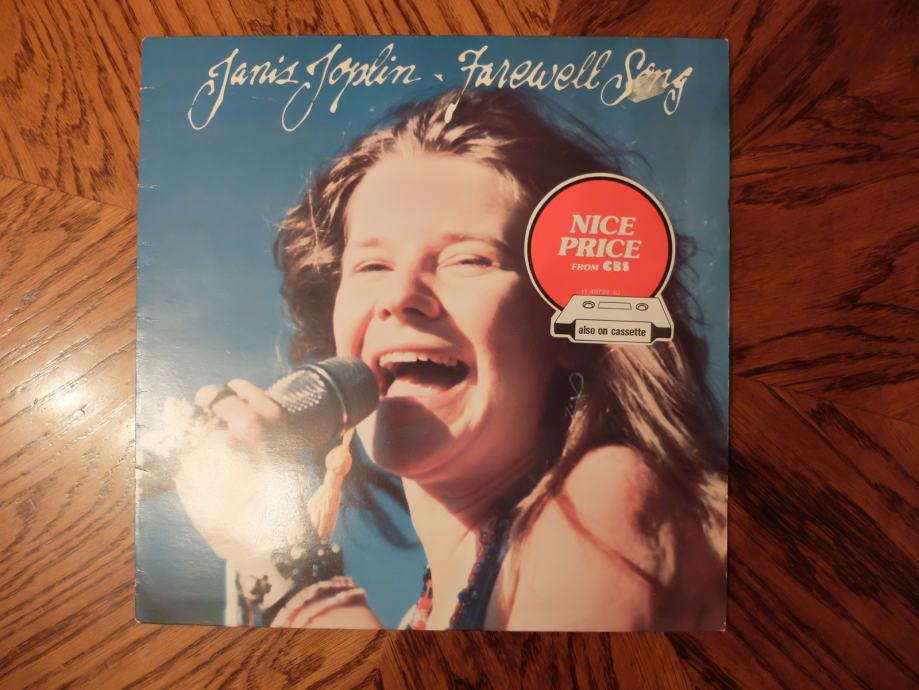 Janis Joplin - Farewell Song
NICE
PRICE
FROM CBS
also on cassette